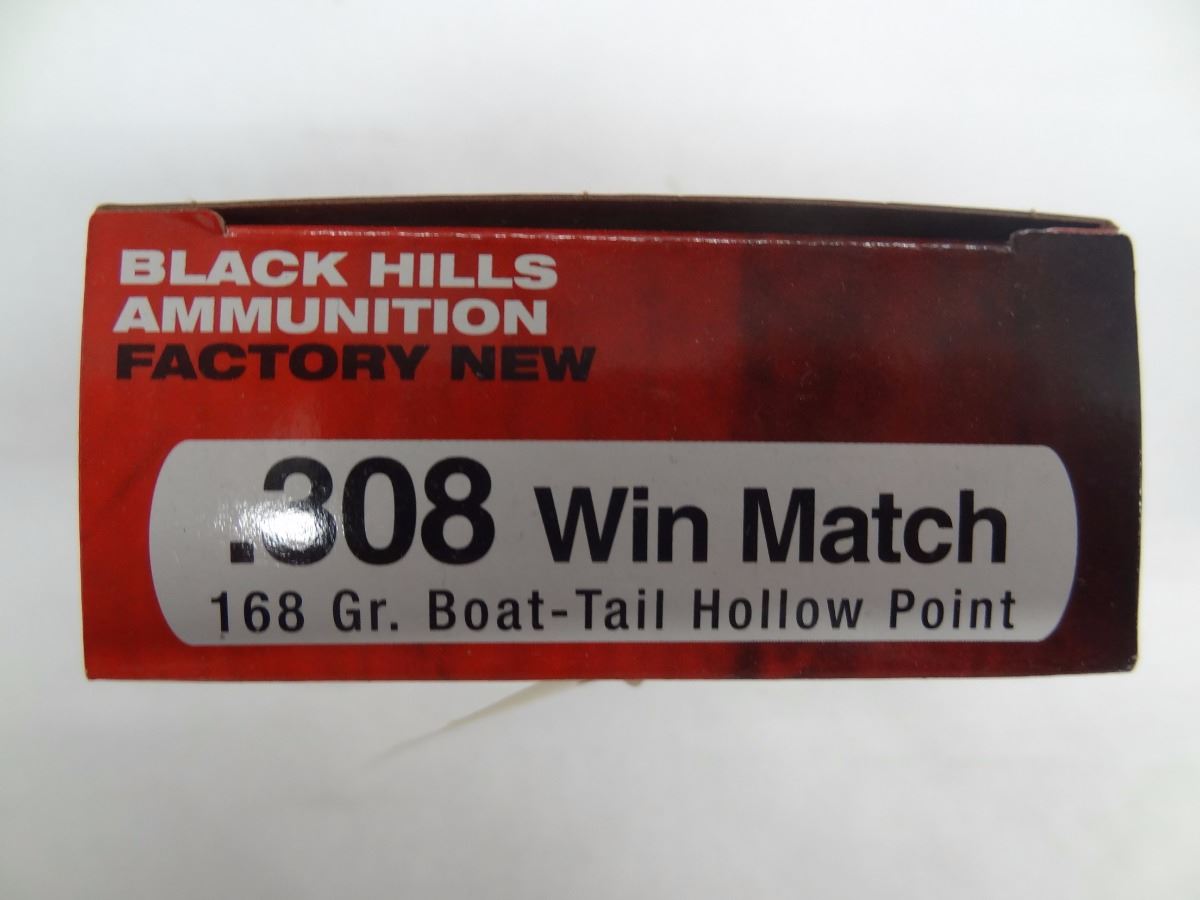 BLACK HILLS
AMMUNITION
FACTORY NEW
.308 Win Match
168 Gr. Boat-Tail Hollow Point